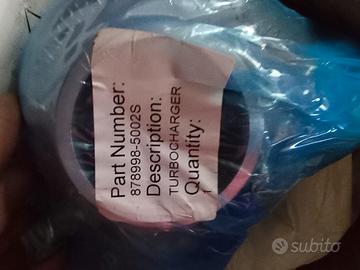 Part Number:
878998-5002S
Description:
TURBOCHARGER
Quantity:
1
subito